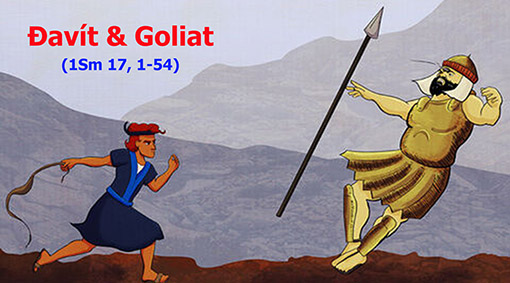 Đavít & Goliat
(1Sm 17, 1-54)